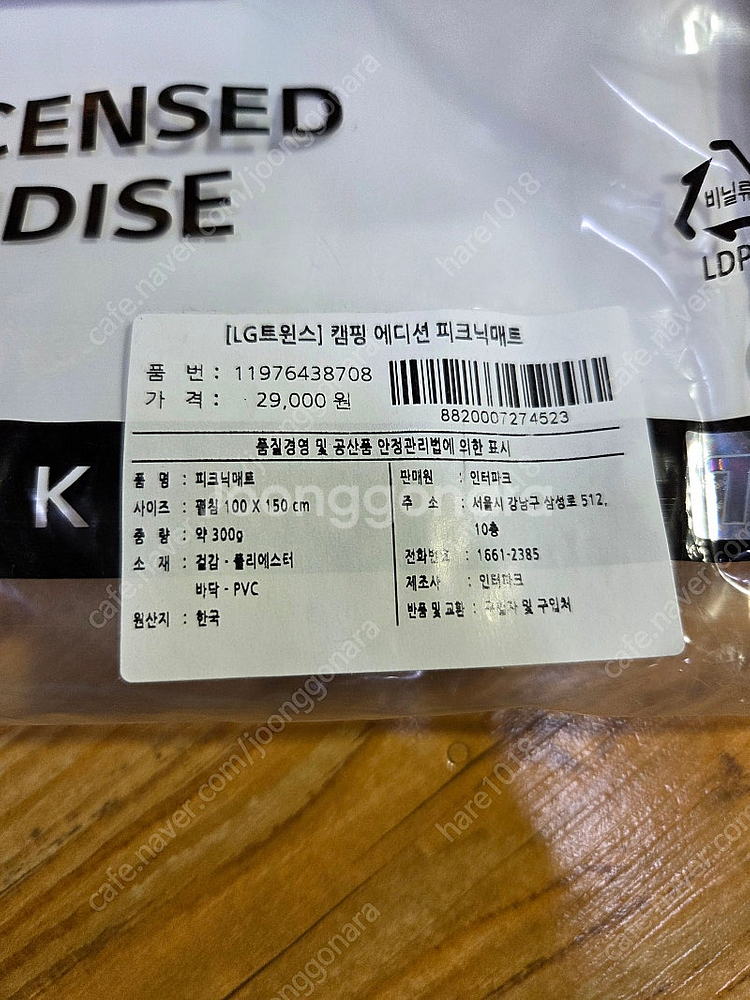 CENSED
DISE
비닐류
LDP
K
[LG트윈스] 캠핑 에디션 피크닉매트
품 번 : 11976438708
가 격 : 29,000 원
8820007274523
품질경영 및 공산품 안정관리법에 의한 표시
품 명 : 피크닉매트
사이즈 : 펼침 100 X 150 cm
중 량 : 약 300g
소 재 : 겉감 - 폴리에스터
바닥 - PVC
원산지 : 한국
판매원 : 인터파크
주 소 : 서울시 강남구 삼성로 512,
10층
전화번호 : 1661-2385
제조사 : 인터파크
반품 및 교환 : 구입자 및 구입처
joonggonara
cafe.naver.com/joonggonara
hare1018